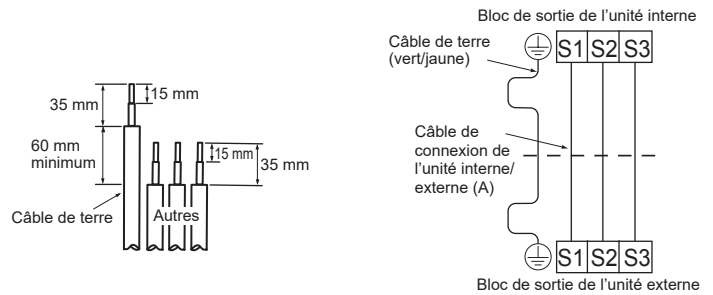 35 mm
15 mm
60 mm
minimum
15 mm
35 mm
Câble de terre
Autres
Bloc de sortie de l'unité interne
Câble de terre
(vert/jaune)
S1 S2 S3
Câble de
connexion de
l'unité interne/
externe (A)
S1 S2 S3
Bloc de sortie de l'unité externe